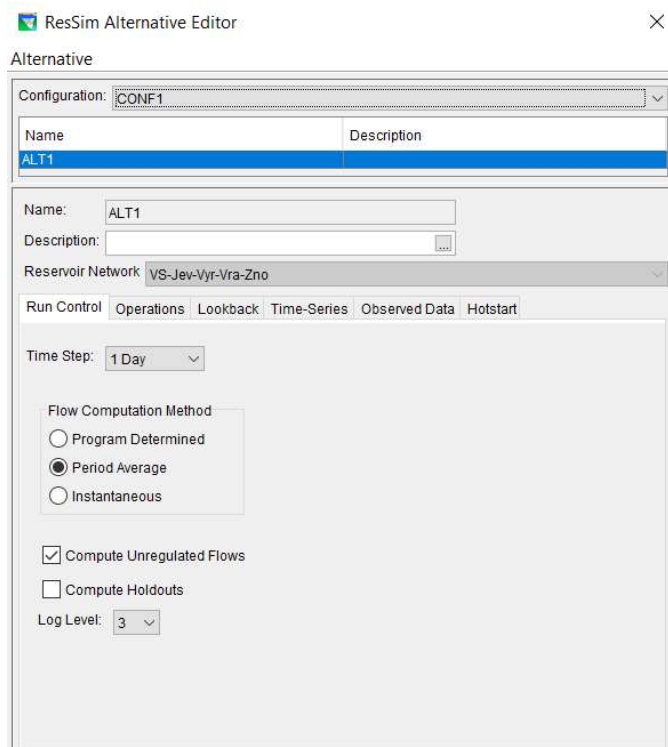 ResSim Alternative Editor
Alternative
Configuration: CONF1
Name Description
ALT1
Name: ALT1
Description: ...
Reservoir Network VS-Jev-Vyr-Vra-Zno
Run Control Operations Lookback Time-Series Observed Data Hotstart
Time Step: 1 Day
Flow Computation Method
Program Determined
Period Average
Instantaneous
Compute Unregulated Flows
Compute Holdouts
Log Level: 3